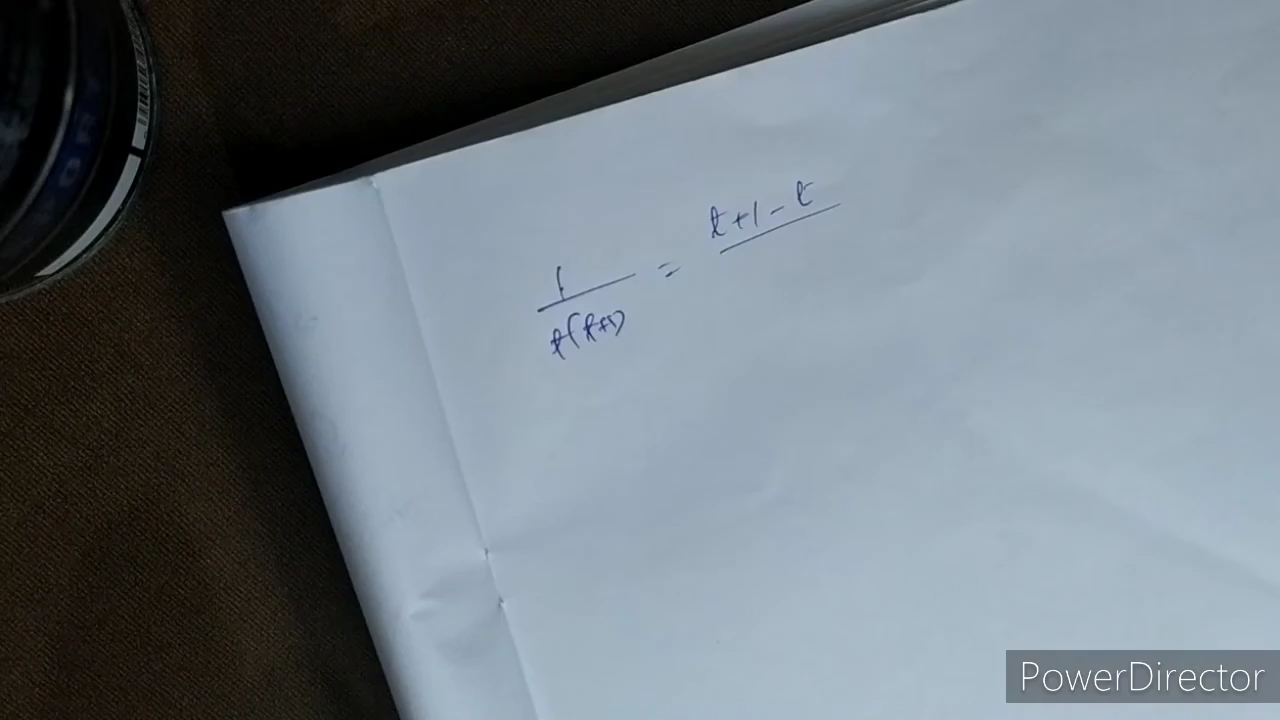 1/t(t+1) = t+1-t
PowerDirector